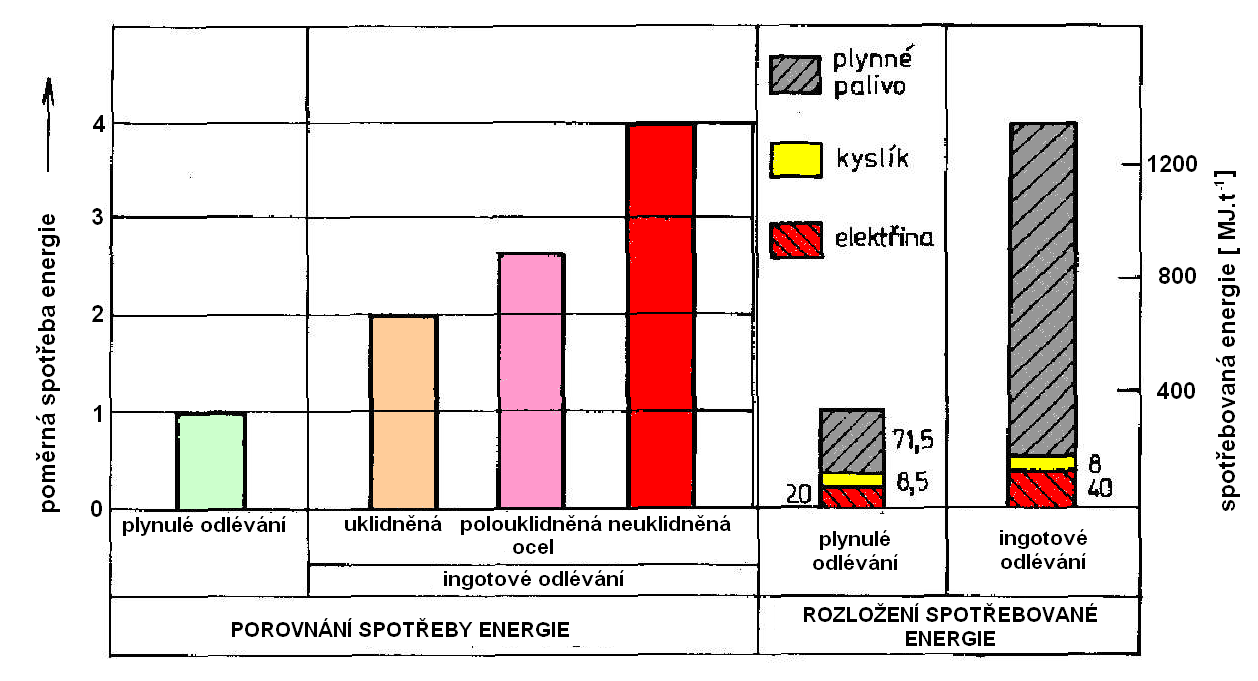 poměrná spotřeba energie
4
3
2
1
0
plynulé odlévání
uklidněná
polouklidněná
neuklidněná
ocel
ingotové odlévání
POROVNÁNÍ SPOTŘEBY ENERGIE
plynné
palivo
kyslík
elektřina
71,5
8,5
20
8
40
plynulé
odlévání
ingotové
odlévání
ROZLOŽENÍ SPOTŘEBOVANÉ
ENERGIE
1200
800
400
spotřebovaná energie [ MJ.t⁻¹]